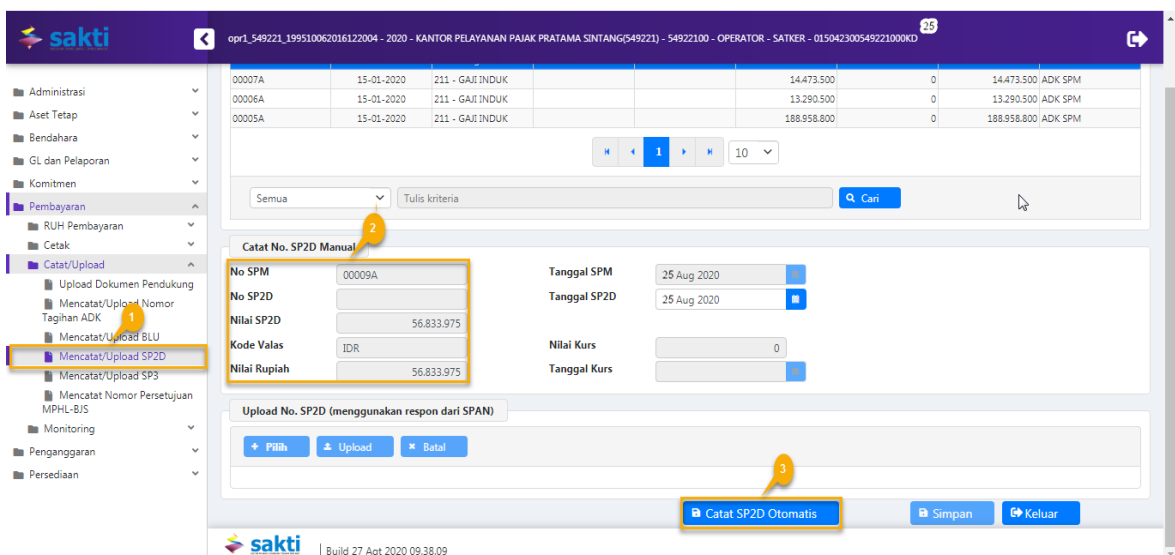 sakti
opr1_549221_199510062016122004 - 2020 - KANTOR PELAYANAN PAJAK PRATAMA SINTANG(549221) - 54922100 - OPERATOR - SATKER - 015042300549221000KD
25
Administrasi
Aset Tetap
Bendahara
GL dan Pelaporan
Komitmen
Pembayaran
RUH Pembayaran
Cetak
Catat/Upload
Upload Dokumen Pendukung
Mencatat/Upload Nomor
Tagihan ADK
1
Mencatat/Upload BLU
Mencatat/Upload SP2D
Mencatat/Upload SP3
Mencatat Nomor Persetujuan
MPHL-BJS
Monitoring
Penganggaran
Persediaan
00007A 15-01-2020 211 - GAJI INDUK 14.473.500 0 14.473.500 ADK SPM
00006A 15-01-2020 211 - GAJI INDUK 13.290.500 0 13.290.500 ADK SPM
00005A 15-01-2020 211 - GAJI INDUK 188.958.800 0 188.958.800 ADK SPM
1 10
Semua Tulis kriteria Cari
2
Catat No. SP2D Manual
No SPM 00009A Tanggal SPM 25 Aug 2020
No SP2D Tanggal SP2D 25 Aug 2020
Nilai SP2D 56.833.975
Kode Valas IDR Nilai Kurs 0
Nilai Rupiah 56.833.975 Tanggal Kurs
Upload No. SP2D (menggunakan respon dari SPAN)
Pilih Upload Batal
3
Catat SP2D Otomatis Simpan Keluar
sakti Build 27 Agt 2020 09.38.09